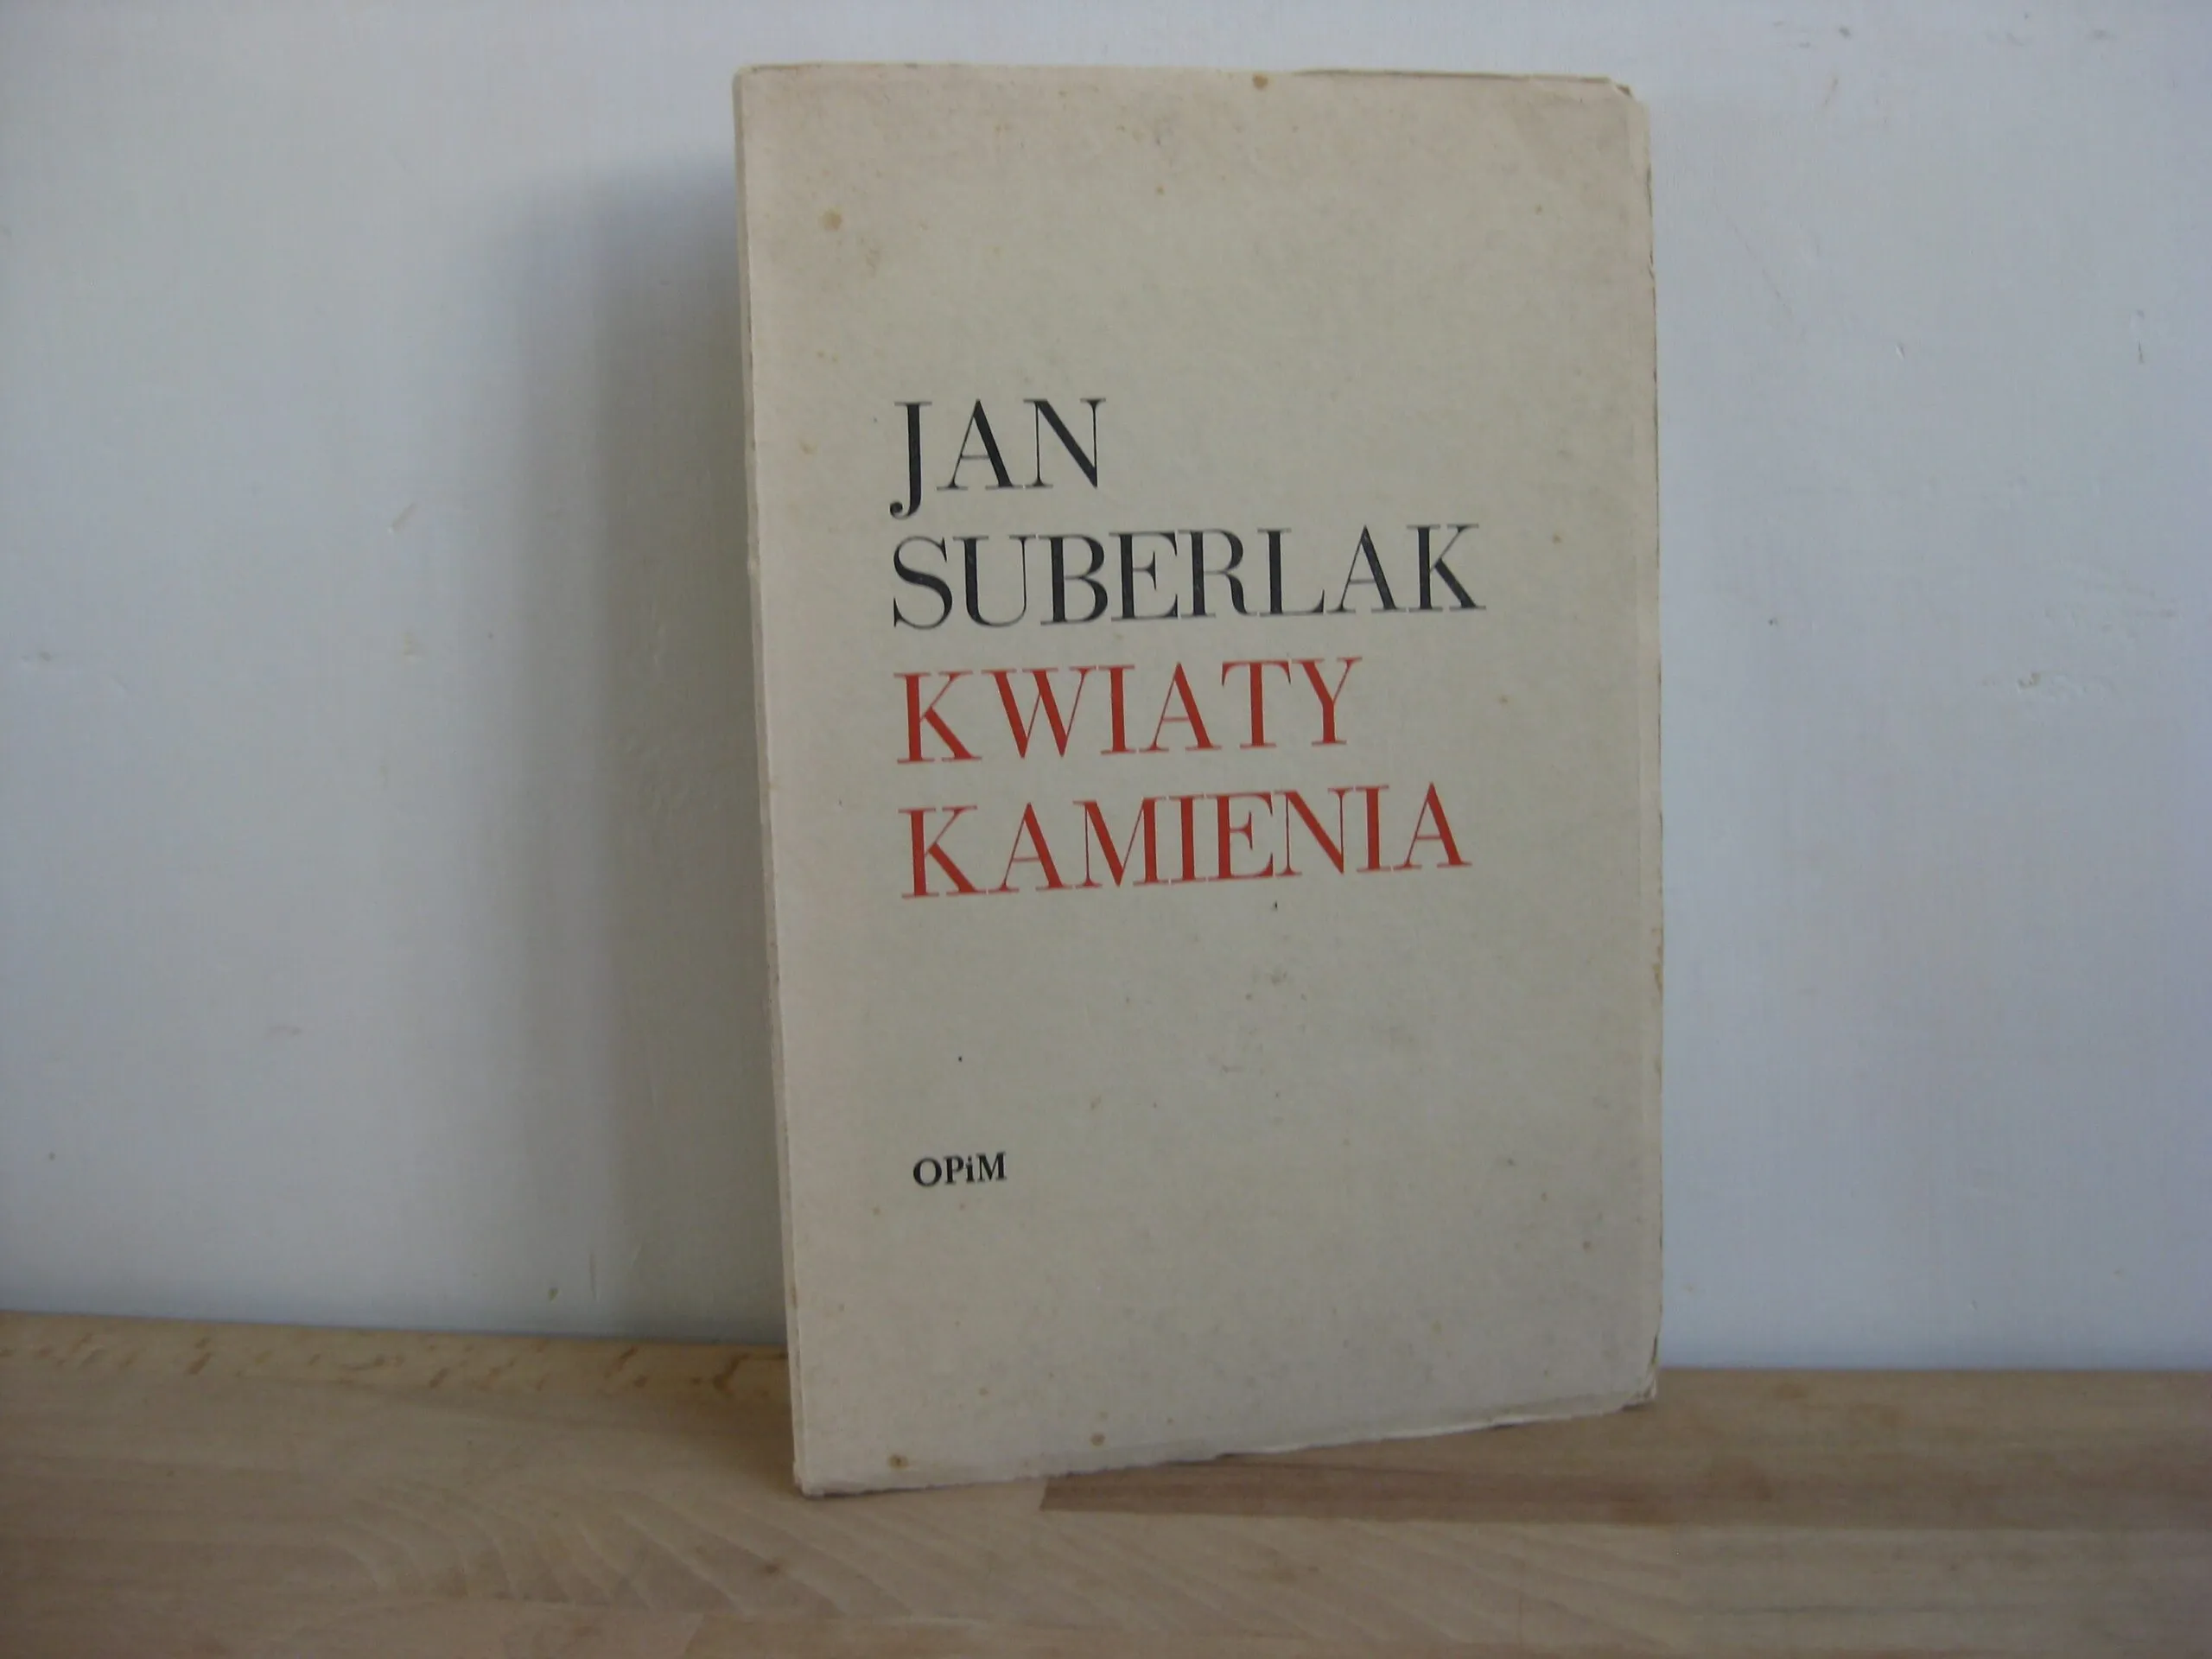 JAN
SUBERLAK
KWIATY
KAMIENIA
OPiM